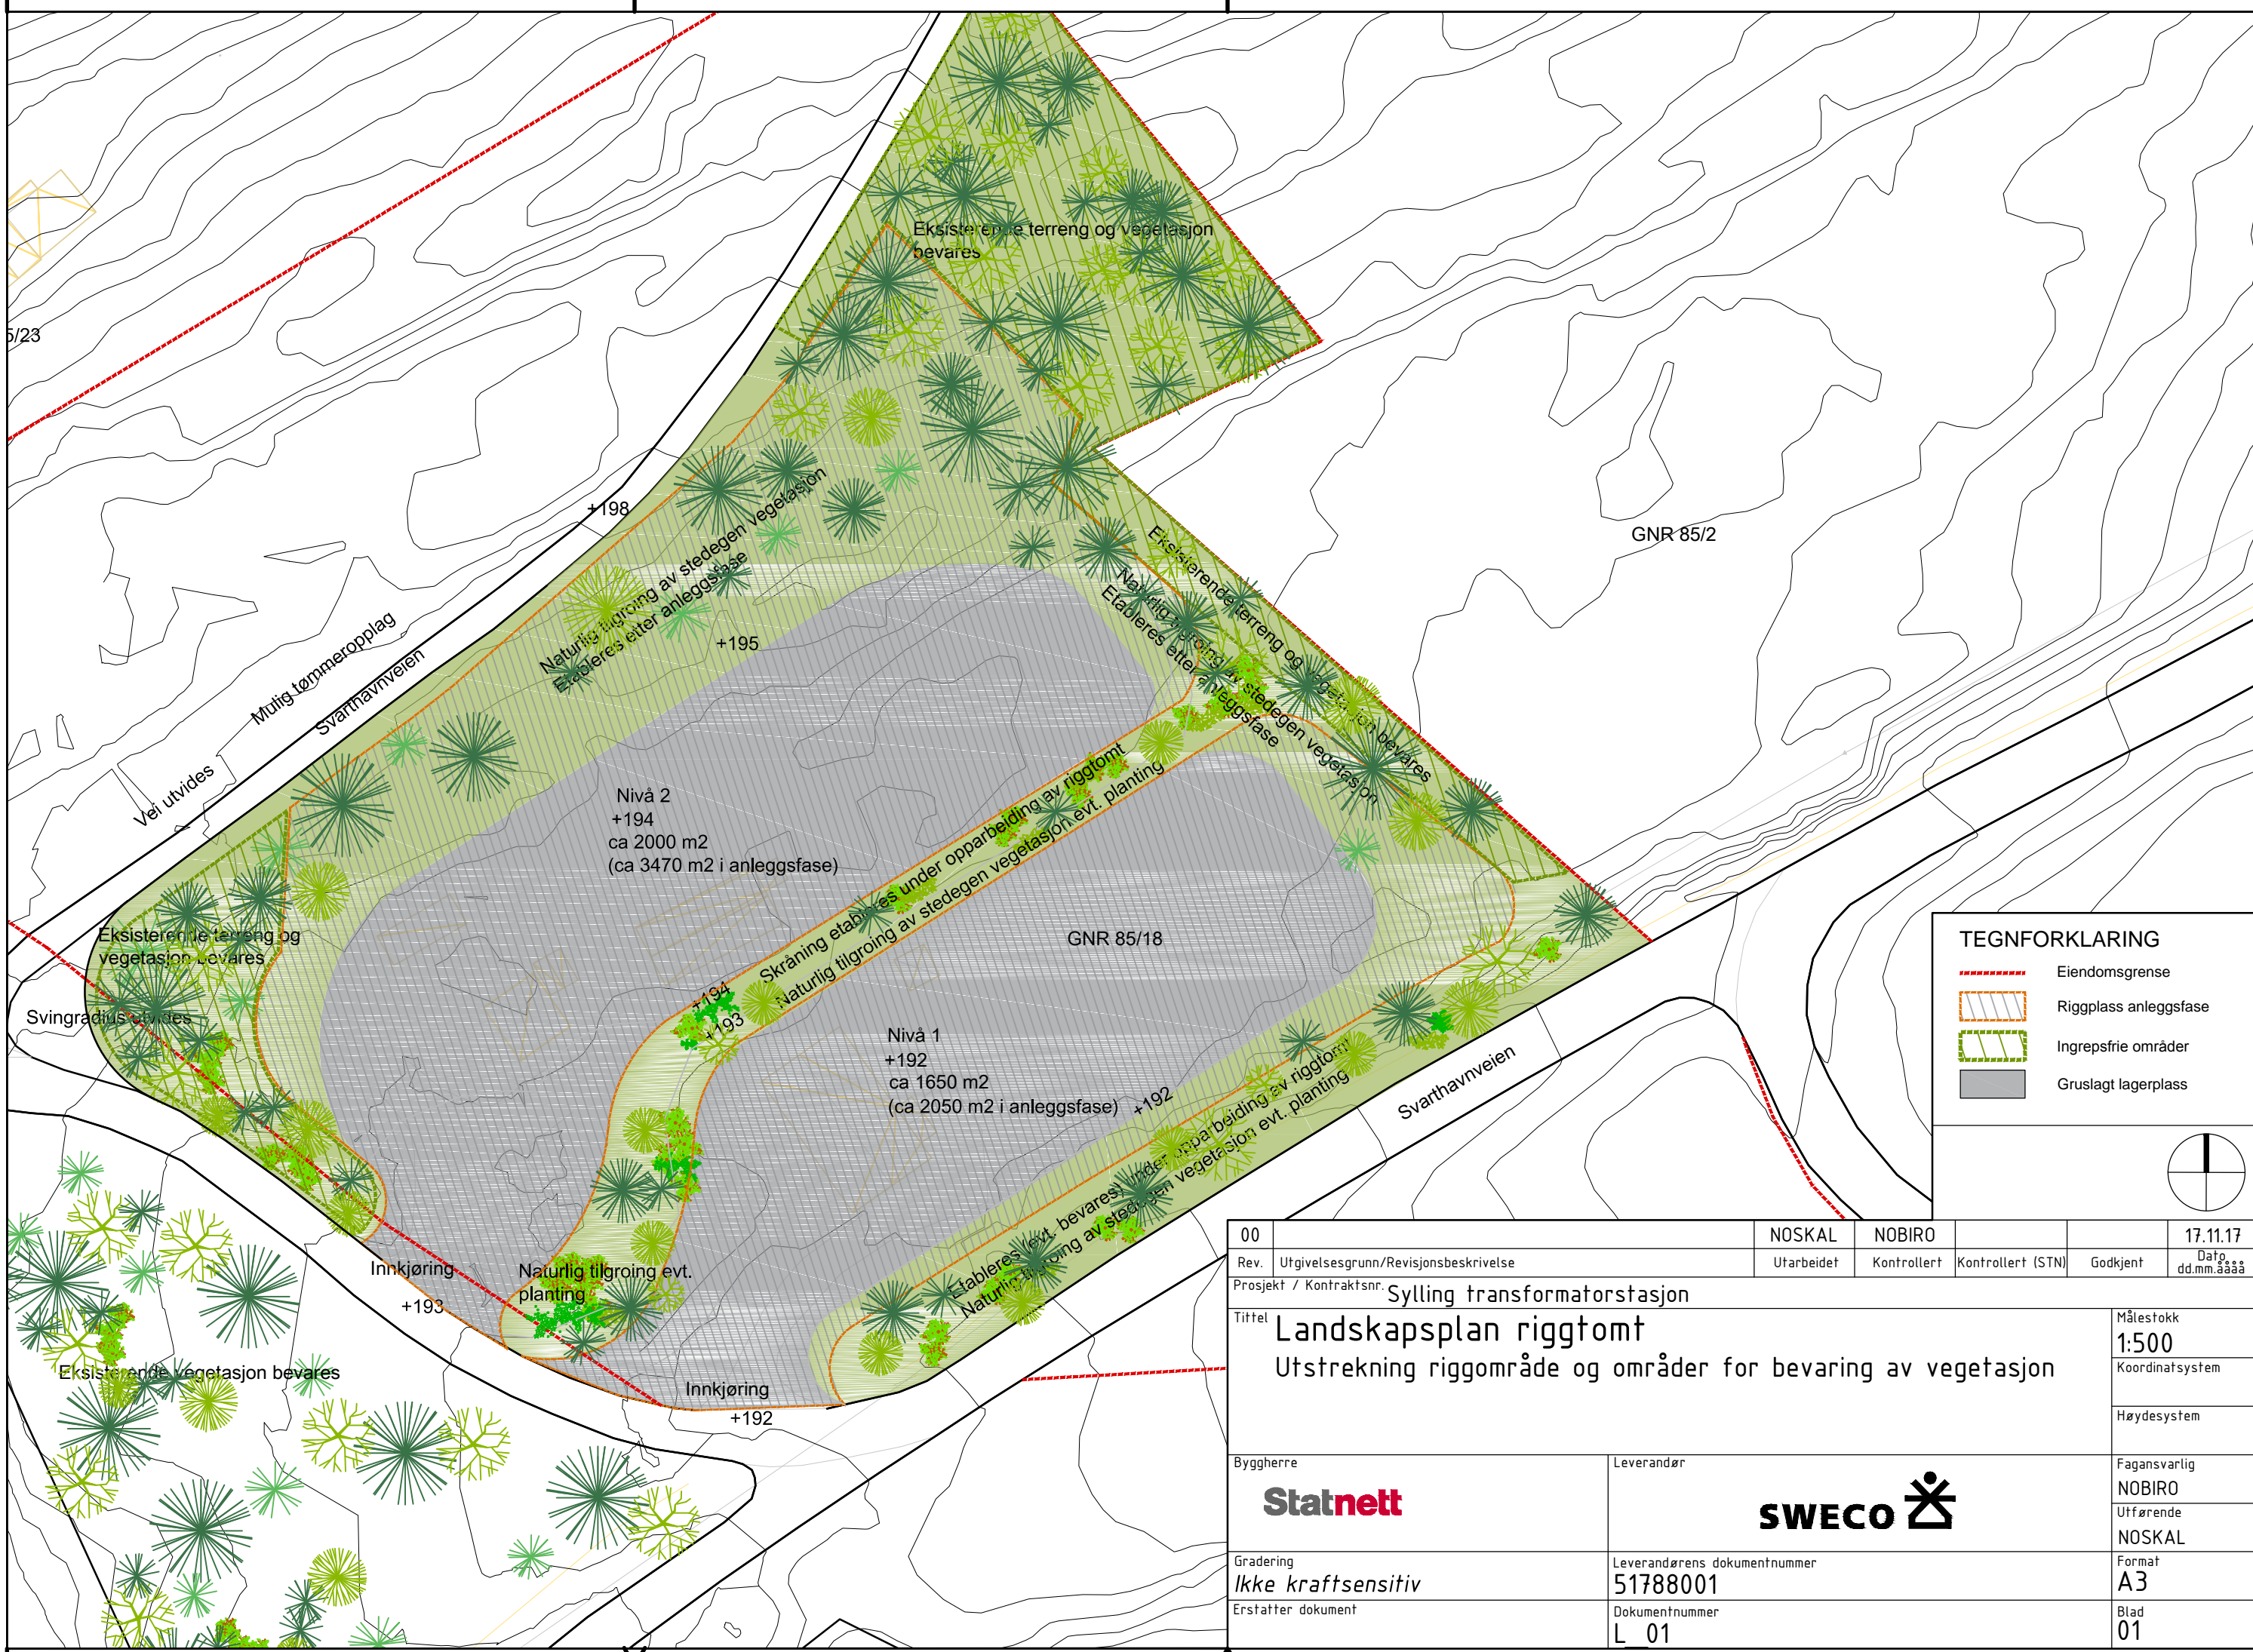 Eksisterende terreng og vegetasjon
bevares
5/23
+198
GNR 85/2
Naturlig tilgroing av stedegen vegetasjon
Etableres etter anleggsfase
Eksisterende terreng og vegetasjon bevares
Naturlig tilgroing av stedegen vegetasjon
Etableres etter anleggsfase
+195
Mulig tømmeropplag
Svarthavnveien
Vei utvides
Nivå 2
+194
ca 2000 m2
(ca 3470 m2 i anleggsfase)
Skråning etableres under opparbeiding av riggtomt
Naturlig tilgroing av stedegen vegetasjon evt. planting
GNR 85/18
Eksisterende terreng og
vegetasjon bevares
Svingradius utvides
+194
+193
Nivå 1
+192
ca 1650 m2
(ca 2050 m2 i anleggsfase)
+192
Svarthavnveien
Etableres (evt. bevares) under opparbeiding av riggtomt
Naturlig tilgroing av stedegen vegetasjon evt. planting
Innkjøring
+193
Naturlig tilgroing evt.
planting
Innkjøring
+192
Eksisterende vegetasjon bevares
TEGNFORKLARING
Eiendomsgrense
Riggplass anleggsfase
Ingrepsfrie områder
Gruslagt lagerplass
00 NOSKAL NOBIRO 17.11.17
Rev. Utgivelsesgrunn/Revisjonsbeskrivelse Utarbeidet Kontrollert Kontrollert (STN) Godkjent Dato
dd.mm.åååå
Prosjekt / Kontraktsnr. Sylling transformatorstasjon
Tittel Landskapsplan riggtomt
Utstrekning riggområde og områder for bevaring av vegetasjon
Målestokk
1:500
Koordinatsystem
Høydesystem
Byggherre
Statnett
Leverandør
SWECO
Fagansvarlig
NOBIRO
Utførende
NOSKAL
Gradering
Ikke kraftsensitiv
Leverandørens dokumentnummer
51788001
Format
A3
Erstatter dokument
Dokumentnummer
L__01
Blad
01